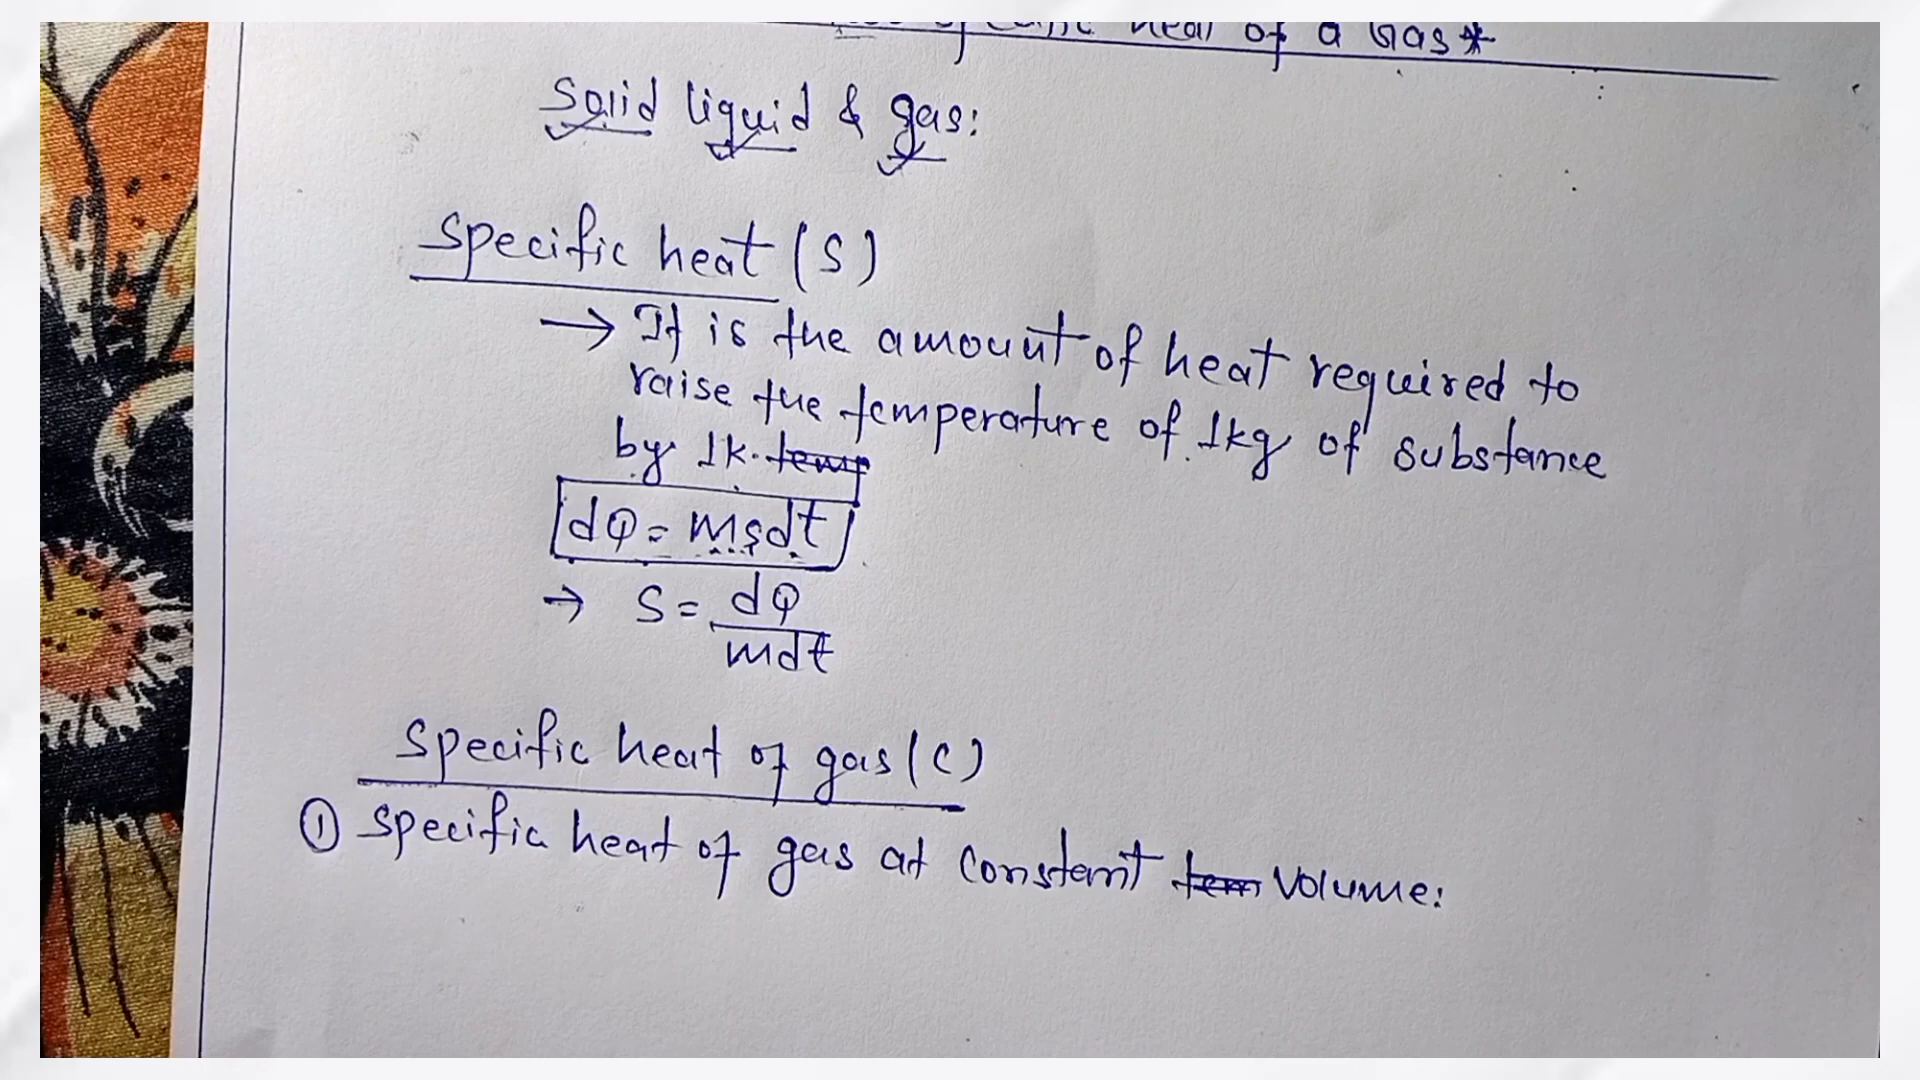 heat of a Gas*
Solid liquid & gas:
Specific heat (S)
→ It is the amount of heat required to
raise the temperature of 1kg of substance
by 1K. temp
dQ = msdt
→ S = dQ/mdt
Specific heat of gas (C)
① Specific heat of gas at constant tem volume: